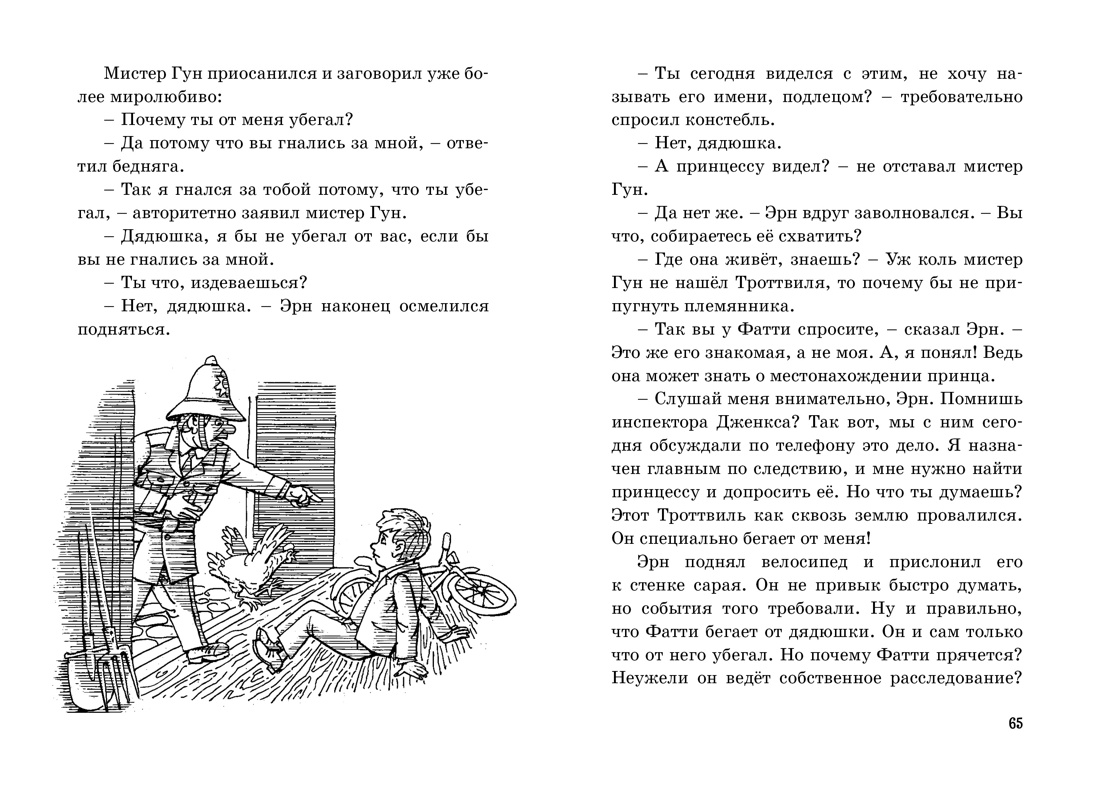 Мистер Гун приосанился и заговорил уже бо-
лее миролюбиво:
– Почему ты от меня убегал?
– Да потому что вы гнались за мной, – отве-
тил бедняга.
– Так я гнался за тобой потому, что ты убе-
гал, – авторитетно заявил мистер Гун.
– Дядюшка, я бы не убегал от вас, если бы
вы не гнались за мной.
– Ты что, издеваешься?
– Нет, дядюшка. – Эрн наконец осмелился
подняться.
– Ты сегодня виделся с этим, не хочу на-
зывать его имени, подлецом? – требовательно
спросил констебль.
– Нет, дядюшка.
– А принцессу видел? – не отставал мистер
Гун.
– Да нет же. – Эрн вдруг заволновался. – Вы
что, собираетесь её схватить?
– Где она живёт, знаешь? – Уж коль мистер
Гун не нашёл Троттвиля, то почему бы не при-
пугнуть племянника.
– Так вы у Фатти спросите, – сказал Эрн. –
Это же его знакомая, а не моя. А, я понял! Ведь
она может знать о местонахождении принца.
– Слушай меня внимательно, Эрн. Помнишь
инспектора Дженкса? Так вот, мы с ним сего-
дня обсуждали по телефону это дело. Я назна-
чен главным по следствию, и мне нужно найти
принцессу и допросить её. Но что ты думаешь?
Этот Троттвиль как сквозь землю провалился.
Он специально бегает от меня!
Эрн поднял велосипед и прислонил его
к стенке сарая. Он не привык быстро думать,
но события того требовали. Ну и правильно,
что Фатти бегает от дядюшки. Он и сам только
что от него убегал. Но почему Фатти прячется?
Неужели он ведёт собственное расследование?
65